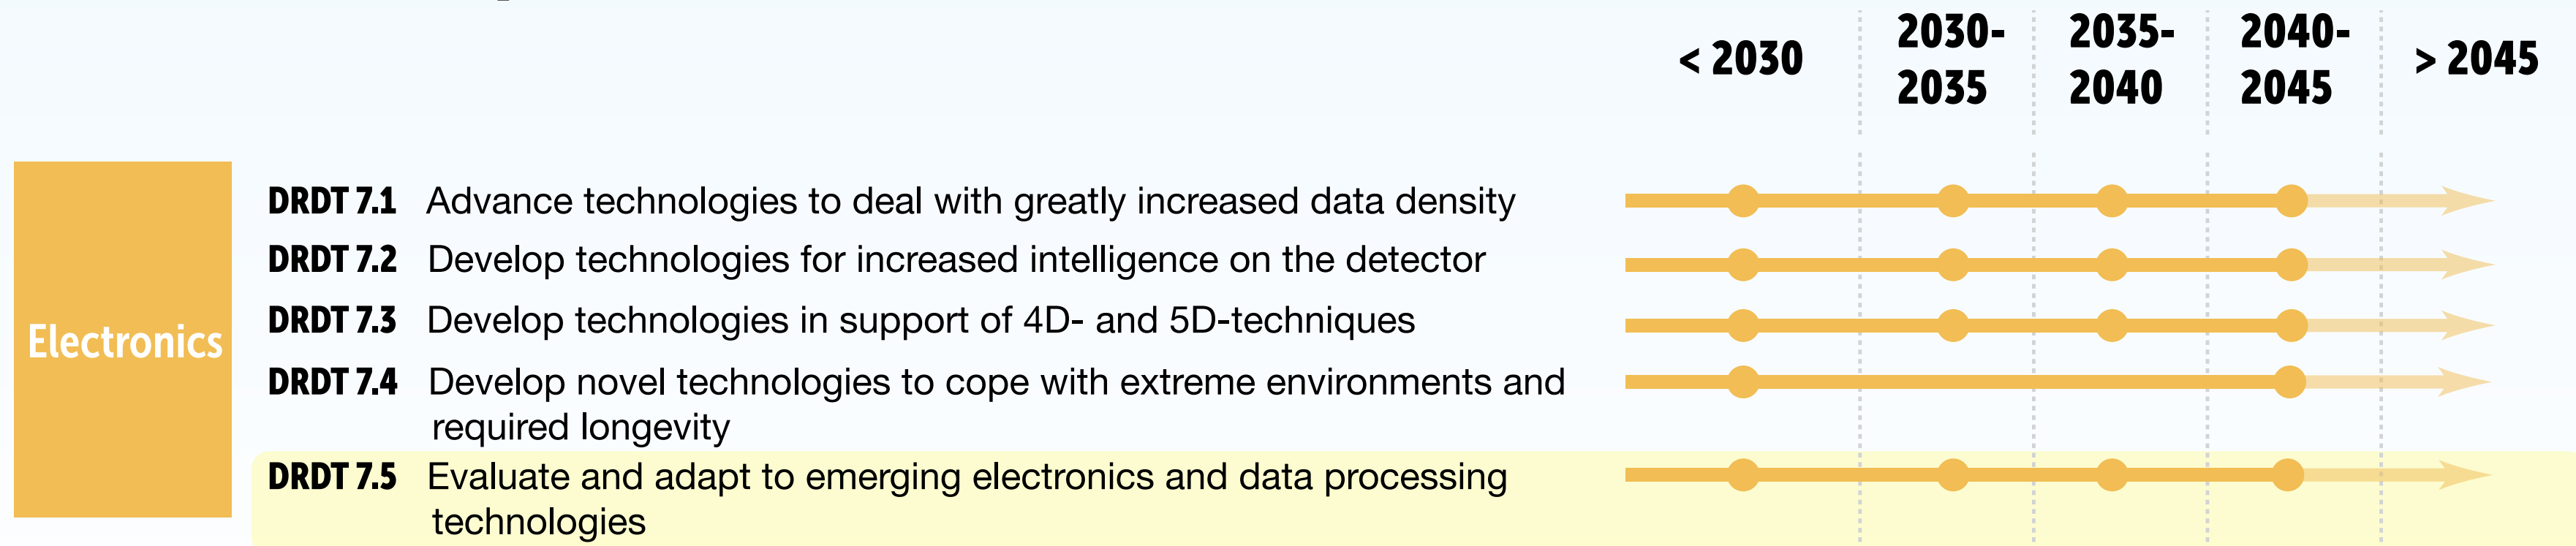 < 2030
2030-
2035
2035-
2040
2040-
2045
> 2045
Electronics
DRDT 7.1 Advance technologies to deal with greatly increased data density
DRDT 7.2 Develop technologies for increased intelligence on the detector
DRDT 7.3 Develop technologies in support of 4D- and 5D-techniques
DRDT 7.4 Develop novel technologies to cope with extreme environments and
required longevity
DRDT 7.5 Evaluate and adapt to emerging electronics and data processing
technologies